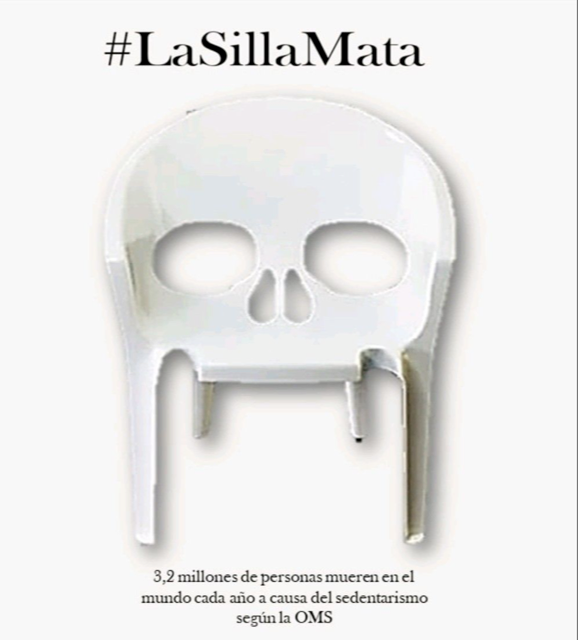 #LaSillaMata
3,2 millones de personas mueren en el
mundo cada año a causa del sedentarismo
según la OMS